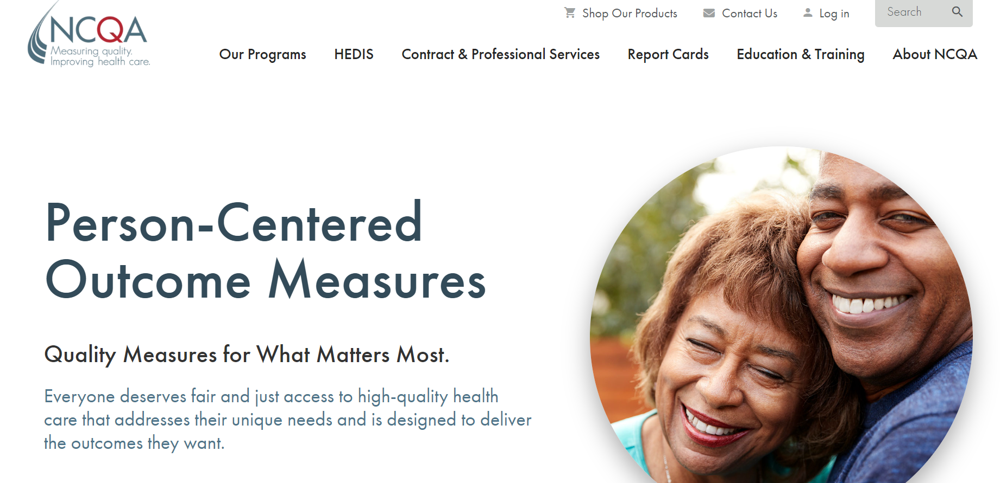 Shop Our Products Contact Us Log in Search
NCQA
Measuring quality.
Improving health care.
Our Programs HEDIS Contract & Professional Services Report Cards Education & Training About NCQA
Person-Centered
Outcome Measures
Quality Measures for What Matters Most.
Everyone deserves fair and just access to high-quality health
care that addresses their unique needs and is designed to deliver
the outcomes they want.